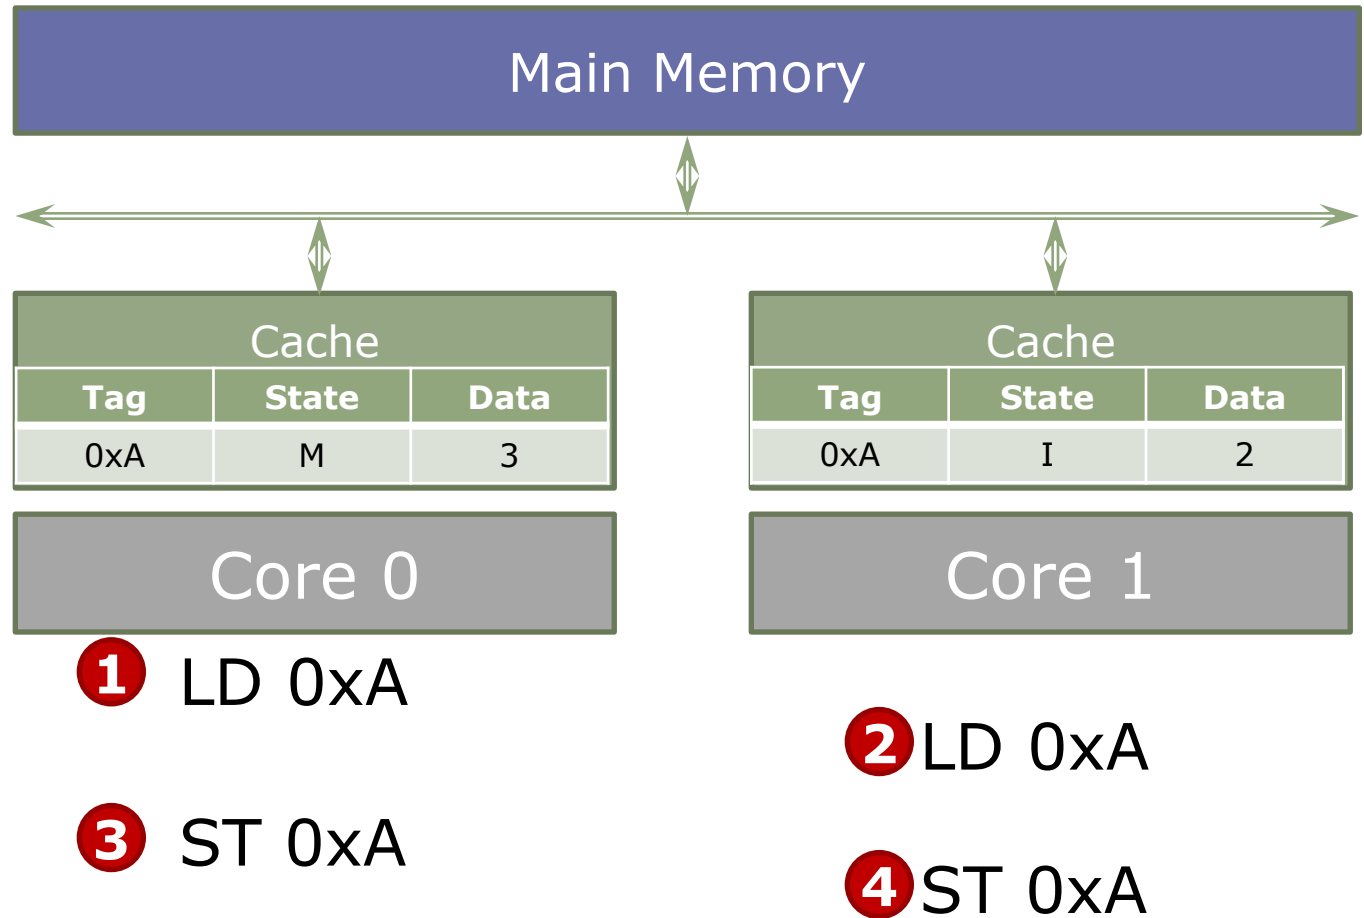 Main Memory
Cache
Tag State Data
0xA M 3
Core 0
Cache
Tag State Data
0xA I 2
Core 1
1 LD 0xA
2 LD 0xA
3 ST 0xA
4 ST 0xA